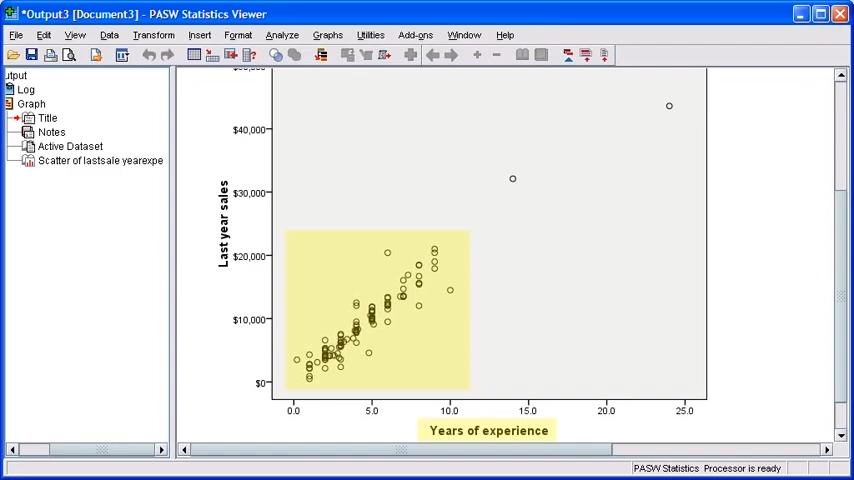 *Output3 [Document3] - PASW Statistics Viewer
File Edit View Data Transform Insert Format Analyze Graphs Utilities Add-ons Window Help
utput
Log
Graph
Title
Notes
Active Dataset
Scatter of lastsale yearexpe
$40,000
$30,000
$20,000
$10,000
$0
Last year sales
0.0 5.0 10.0 15.0 20.0 25.0
Years of experience
PASW Statistics Processor is ready